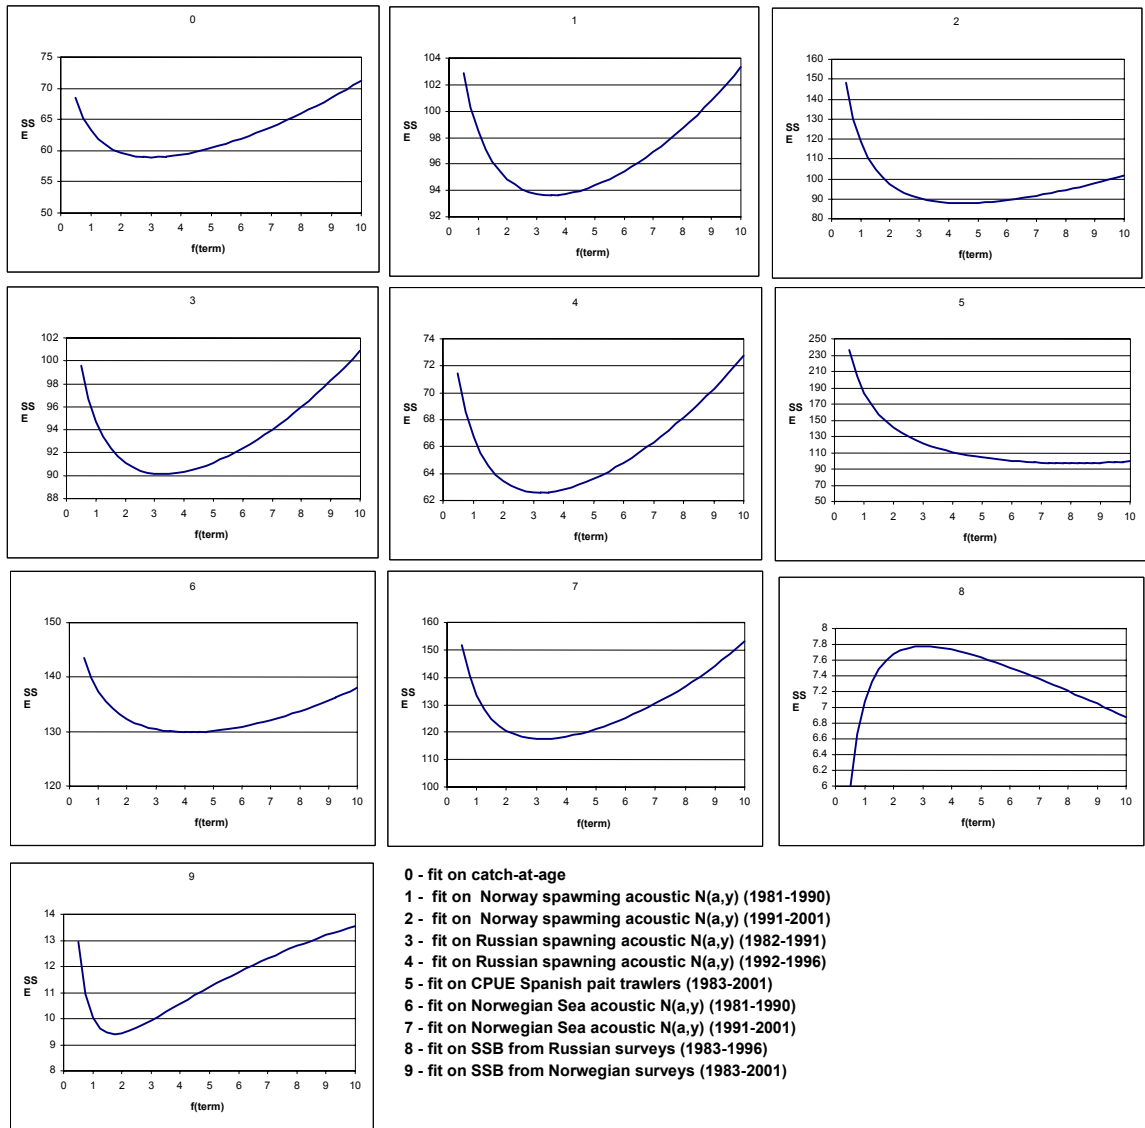 0
75
70
65
60
55
50
SS
E
0 1 2 3 4 5 6 7 8 9 10
f(term)
1
104
102
100
98
96
94
92
SS
E
0 1 2 3 4 5 6 7 8 9 10
f(term)
2
160
150
140
130
120
110
100
90
80
SS
E
0 1 2 3 4 5 6 7 8 9 10
f(term)
3
102
100
98
96
94
92
90
88
SS
E
0 1 2 3 4 5 6 7 8 9 10
f(term)
4
74
72
70
68
66
64
62
SS
E
0 1 2 3 4 5 6 7 8 9 10
f(term)
5
250
230
210
190
170
150
130
110
90
70
50
SS
E
0 1 2 3 4 5 6 7 8 9 10
f(term)
6
150
140
130
120
SS
E
0 1 2 3 4 5 6 7 8 9 10
f(term)
7
160
150
140
130
120
110
100
SS
E
0 1 2 3 4 5 6 7 8 9 10
f(term)
8
8
7.8
7.6
7.4
7.2
7
6.8
6.6
6.4
6.2
6
SS
E
0 1 2 3 4 5 6 7 8 9 10
f(term)
9
14
13
12
11
10
9
8
SS
E
0 1 2 3 4 5 6 7 8 9 10
f(term)
0 - fit on catch-at-age
1 - fit on Norway spawming acoustic N(a,y) (1981-1990)
2 - fit on Norway spawming acoustic N(a,y) (1991-2001)
3 - fit on Russian spawning acoustic N(a,y) (1982-1991)
4 - fit on Russian spawning acoustic N(a,y) (1992-1996)
5 - fit on CPUE Spanish pait trawlers (1983-2001)
6 - fit on Norwegian Sea acoustic N(a,y) (1981-1990)
7 - fit on Norwegian Sea acoustic N(a,y) (1991-2001)
8 - fit on SSB from Russian surveys (1983-1996)
9 - fit on SSB from Norwegian surveys (1983-2001)